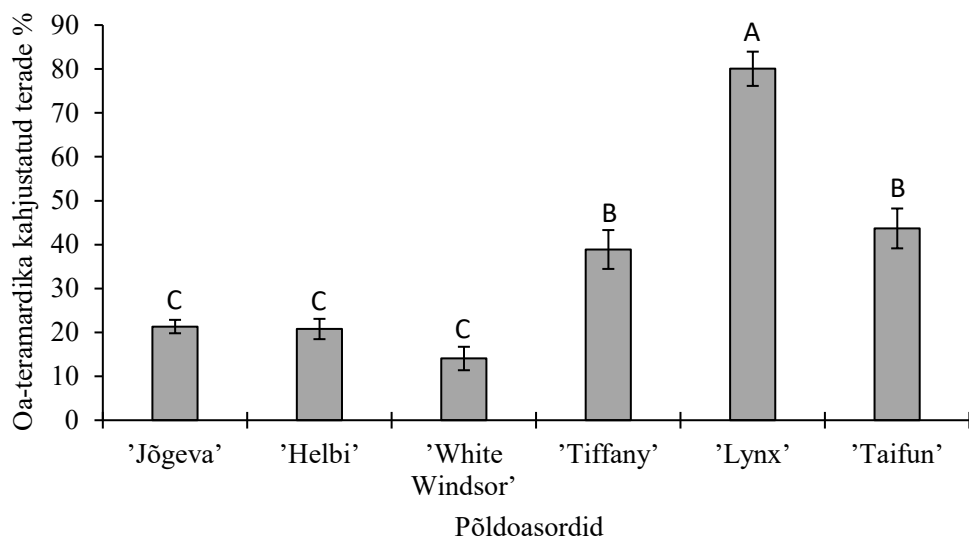 Oa-teramardika kahjustatud terade %
90
80
70
60
50
40
30
20
10
0
C
C
C
B
A
B
’Jõgeva’
’Helbi’
’White
Windsor’
’Tiffany’
’Lynx’
’Taifun’
Põldoasordid